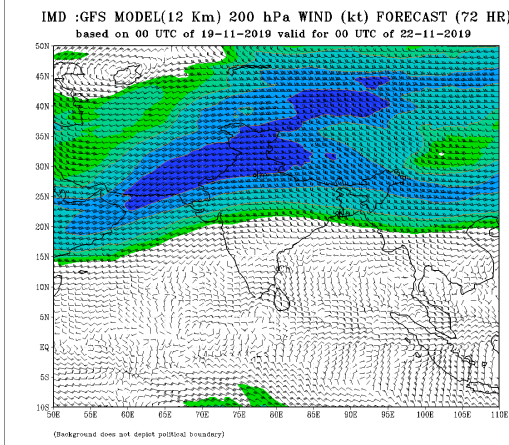 IMD :GFS MODEL(12 Km) 200 hPa WIND (kt) FORECAST (72 HR)
based on 00 UTC of 19-11-2019 valid for 00 UTC of 22-11-2019
50N
45N
40N
35N
30N
25N
20N
15N
10N
5N
EQ
5S
10S
50E 55E 60E 65E 70E 75E 80E 85E 90E 95E 100E 105E 110E
(Background does not depict political boundary)